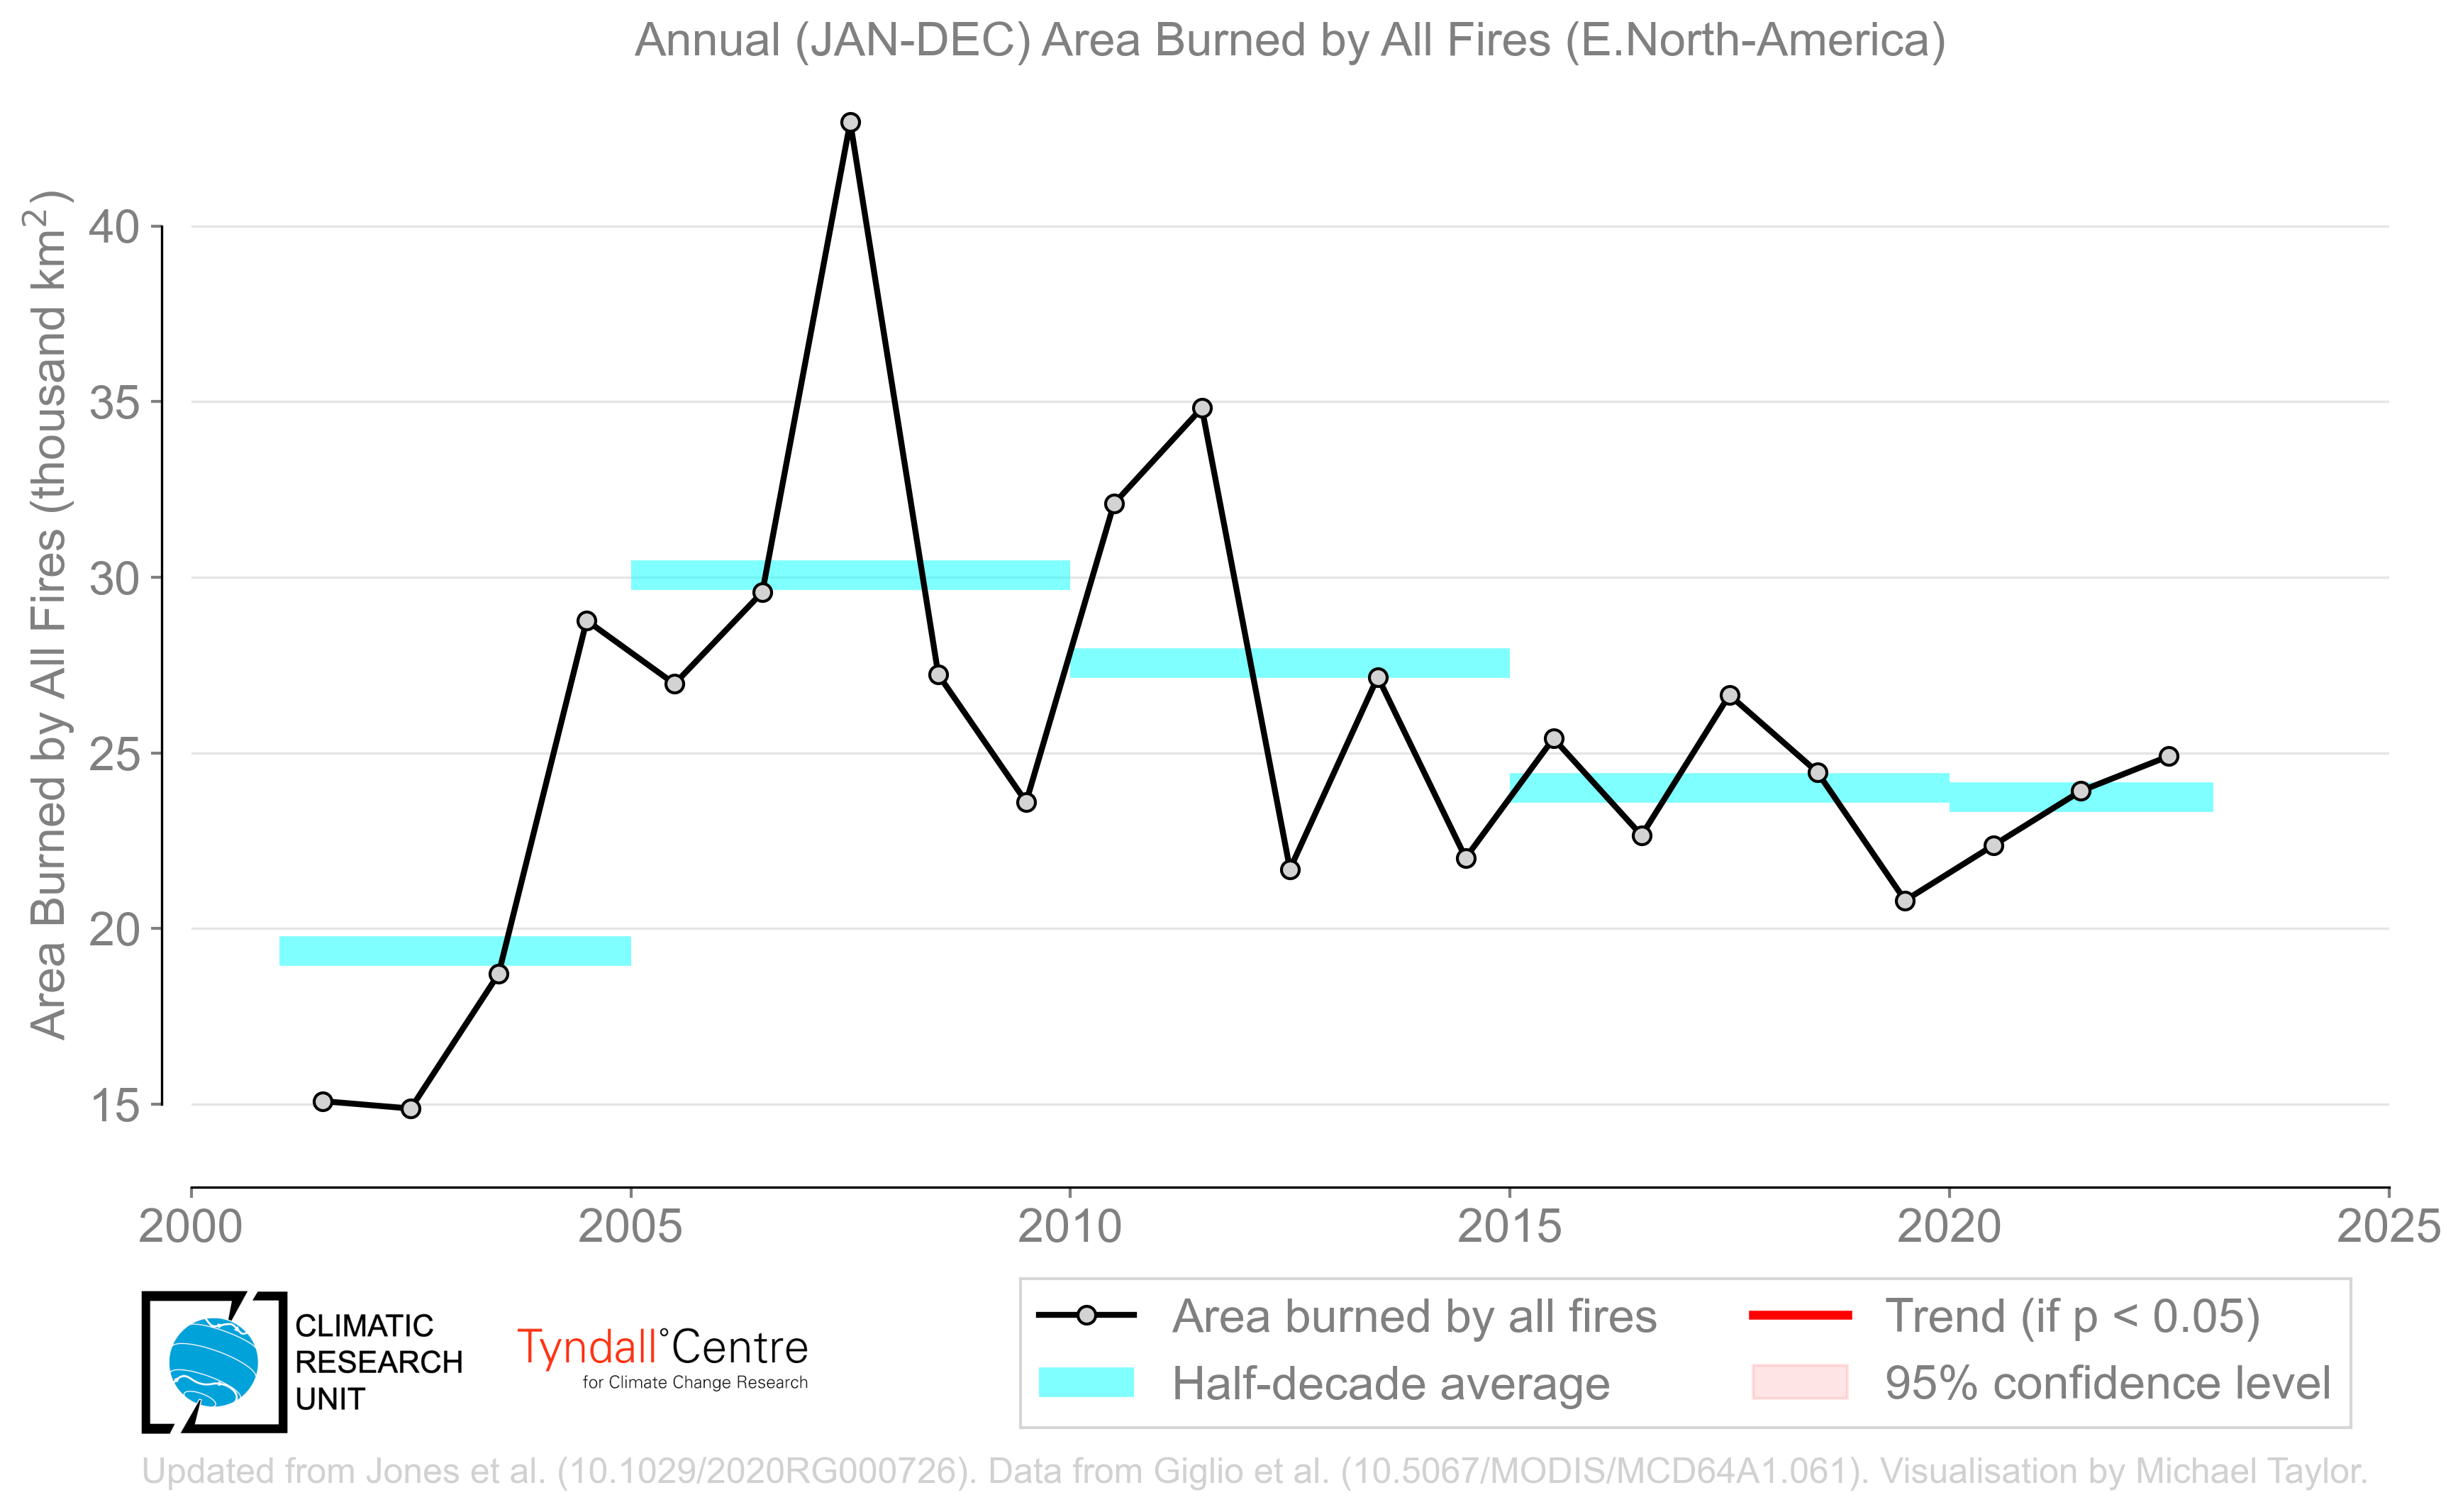 Annual (JAN-DEC) Area Burned by All Fires (E.North-America)
Area Burned by All Fires (thousand km²)
40
35
30
25
20
15
2000 2005 2010 2015 2020 2025
CLIMATIC
RESEARCH
UNIT
Tyndall°Centre
for Climate Change Research
Area burned by all fires
Half-decade average
Trend (if p < 0.05)
95% confidence level
Updated from Jones et al. (10.1029/2020RG000726). Data from Giglio et al. (10.5067/MODIS/MCD64A1.061). Visualisation by Michael Taylor.